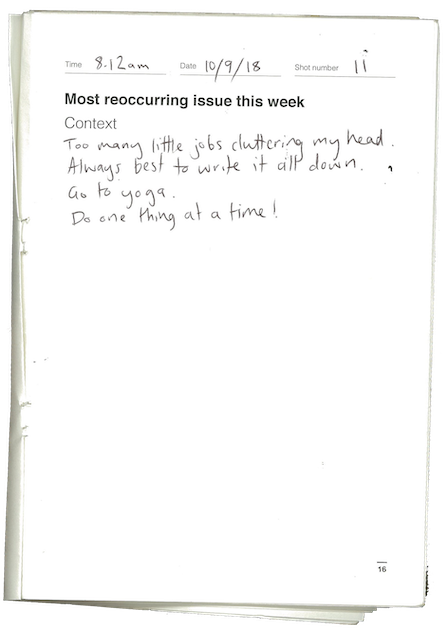 Time 8.12am Date 10/9/18 Shot number 11
Most reoccurring issue this week
Context
Too many little jobs cluttering my head.
Always best to write it all down.
Go to yoga.
Do one thing at a time!
16